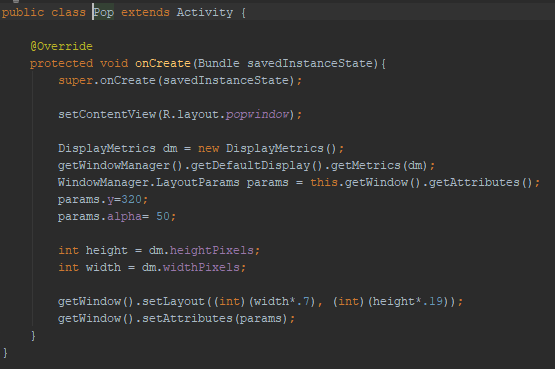 public class Pop extends Activity {
@Override
protected void onCreate(Bundle savedInstanceState){
super.onCreate(savedInstanceState);
setContentView(R.layout.popwindow);
DisplayMetrics dm = new DisplayMetrics();
getWindowManager().getDefaultDisplay().getMetrics(dm);
WindowManager.LayoutParams params = this.getWindow().getAttributes();
params.y=320;
params.alpha= 50;
int height = dm.heightPixels;
int width = dm.widthPixels;
getWindow().setLayout((int)(width*.7), (int)(height*.19));
getWindow().setAttributes(params);
}
}